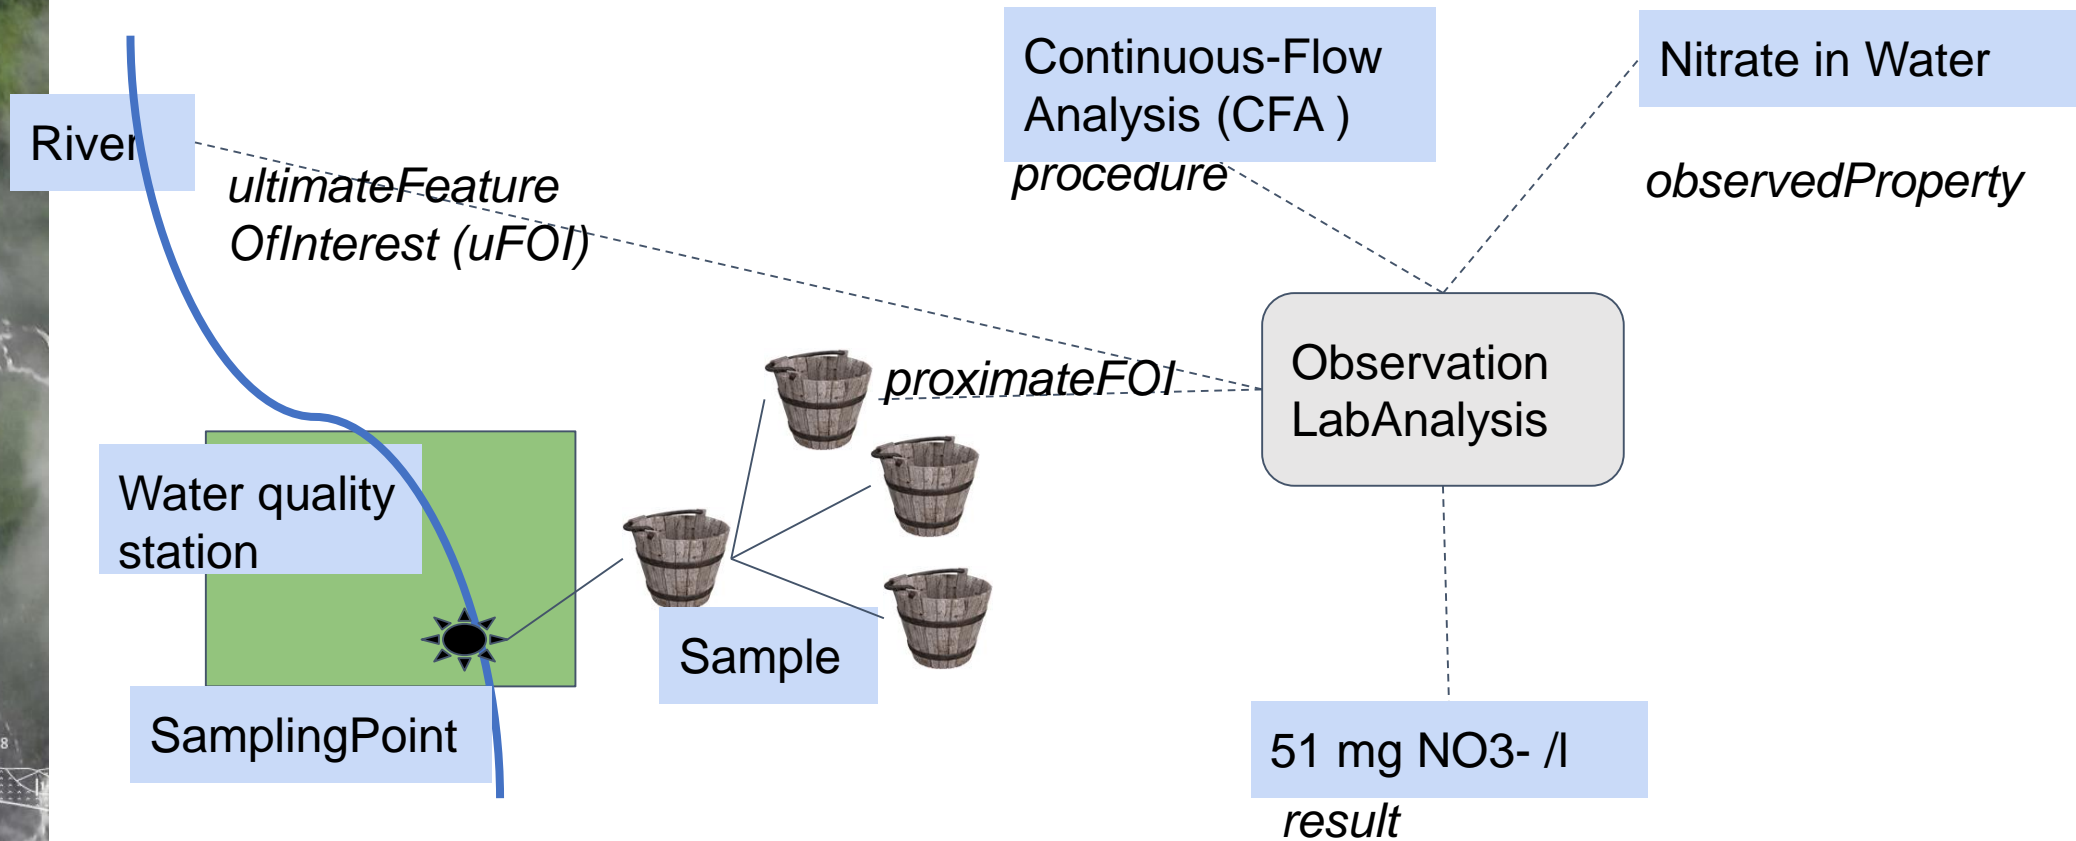 Continuous-Flow
Analysis (CFA )
procedure
Nitrate in Water
observedProperty
River
ultimateFeature
OfInterest (uFOI)
proximateFOI
Observation
LabAnalysis
Water quality
station
Sample
SamplingPoint
51 mg NO3- /l
result
8